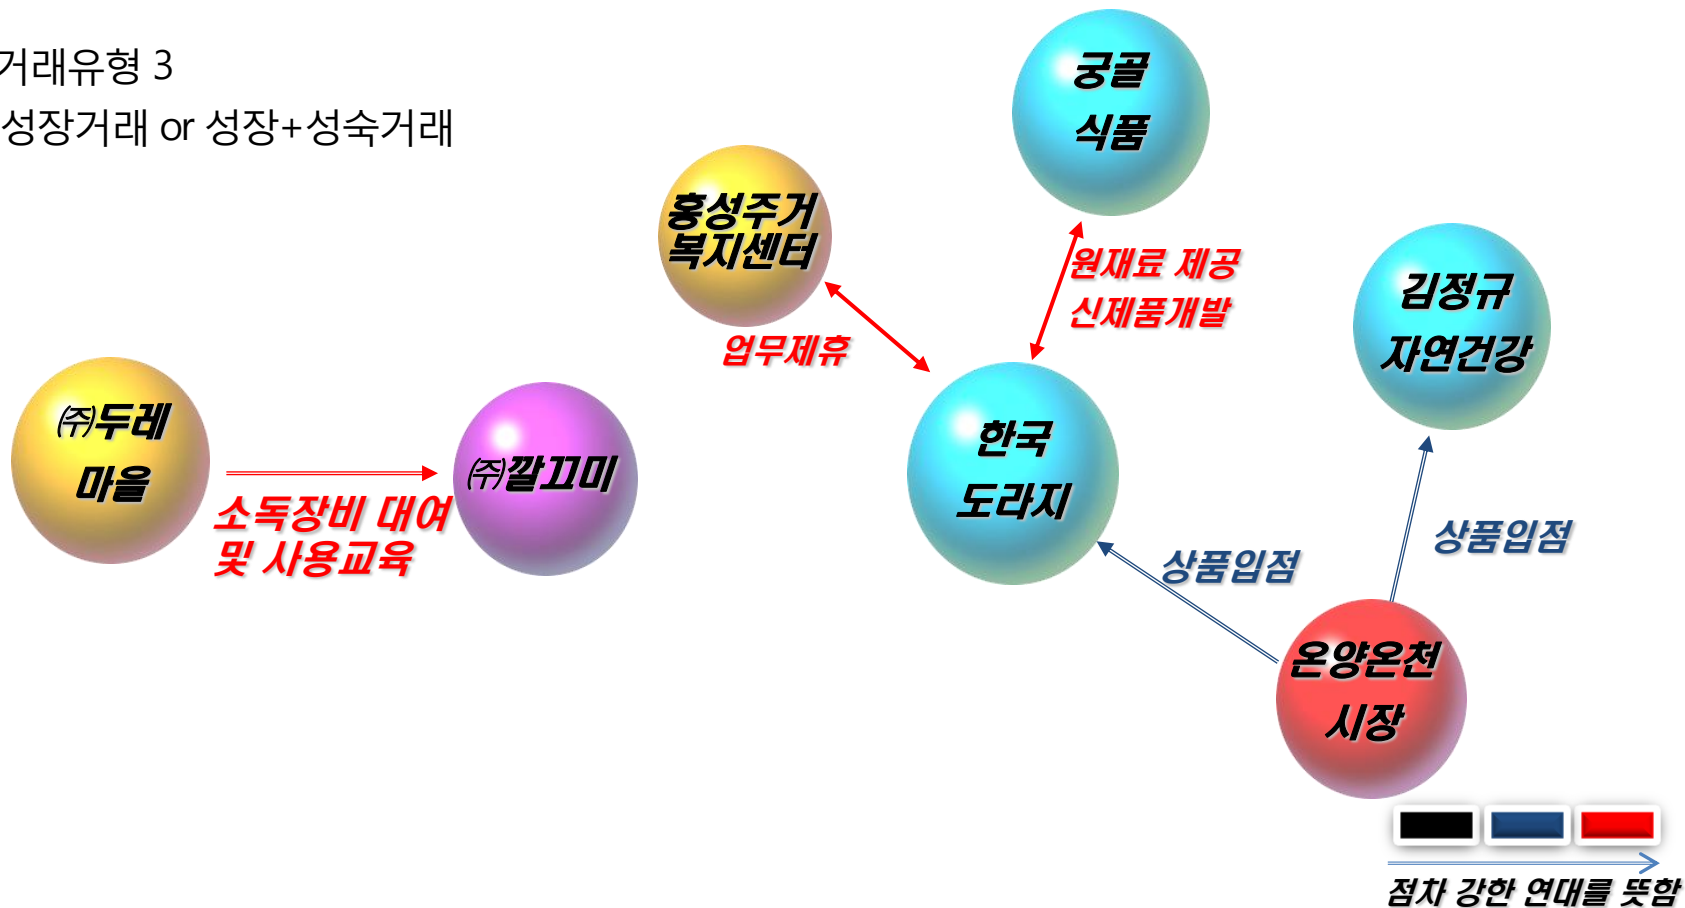 거래유형 3
성장거래 or 성장+성숙거래
궁골
식품
홍성주거
복지센터
원재료 제공
신제품개발
김정규
자연건강
업무제휴
㈜두레
마을
㈜깔끄미
한국
도라지
소독장비 대여
및 사용교육
상품입점
상품입점
온양온천
시장
점차 강한 연대를 뜻함